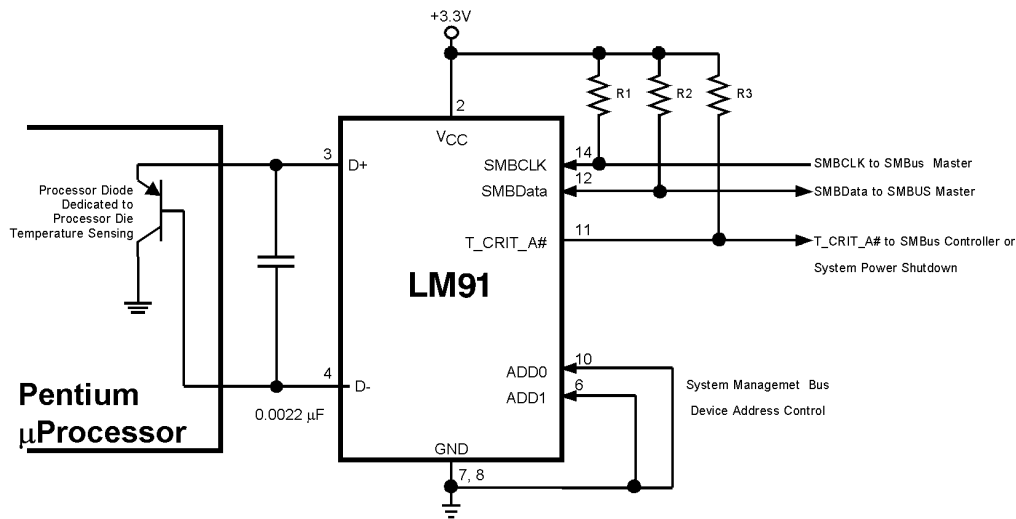 +3.3V
2
VCC
R1
R2
R3
3
D+
SMBCLK
14
SMBCLK to SMBus Master
SMBData
12
SMBData to SMBUS Master
Processor Diode
Dedicated to
Processor Die
Temperature Sensing
T_CRIT_A#
11
T_CRIT_A# to SMBus Controller or
System Power Shutdown
LM91
4
D-
0.0022 μF
ADD0
10
ADD1
6
System Managemet Bus
Device Address Control
Pentium
μProcessor
GND
7, 8